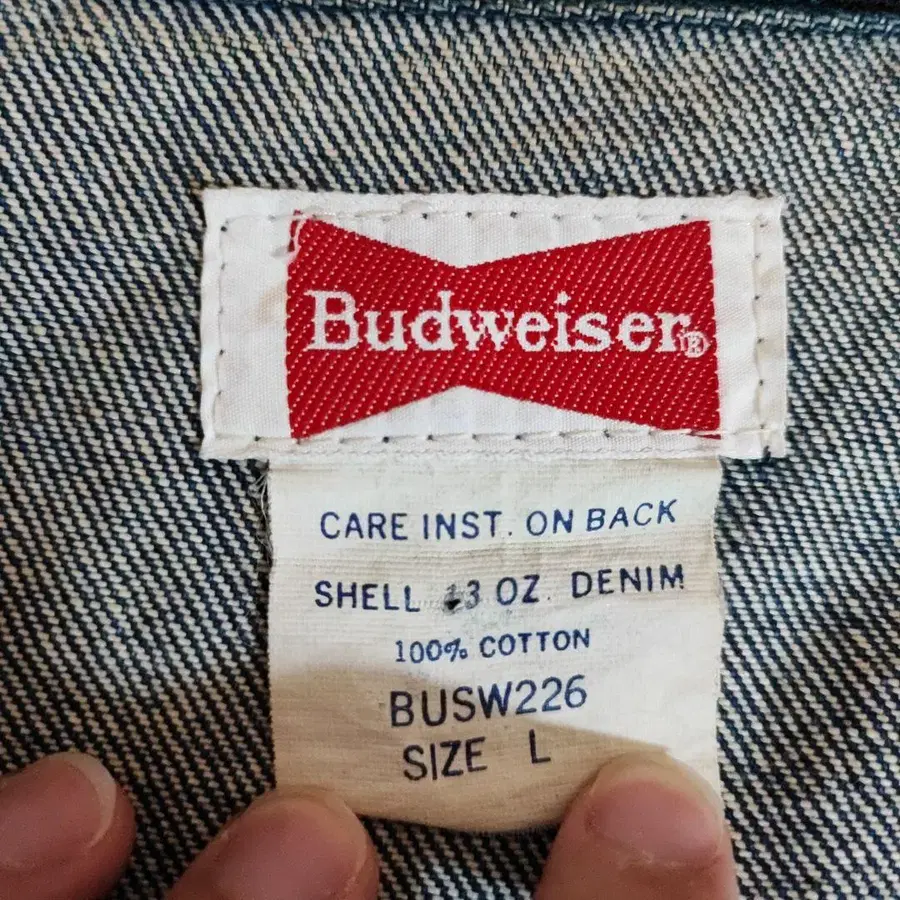 Budweiser®
CARE INST. ON BACK
SHELL 13 OZ. DENIM
100% COTTON
BUSW226
SIZE L